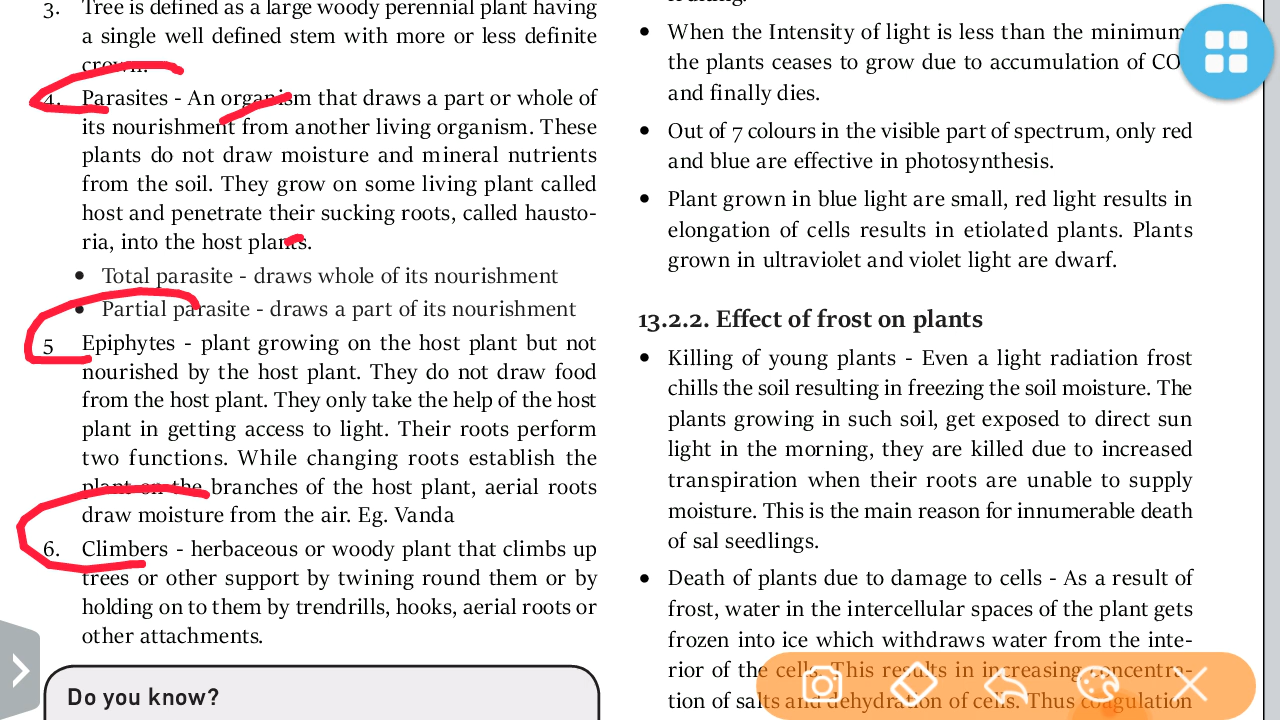 3. Tree is defined as a large woody perennial plant having
a single well defined stem with more or less definite
crown.
4. Parasites - An organism that draws a part or whole of
its nourishment from another living organism. These
plants do not draw moisture and mineral nutrients
from the soil. They grow on some living plant called
host and penetrate their sucking roots, called hausto-
ria, into the host plants.
• Total parasite - draws whole of its nourishment
• Partial parasite - draws a part of its nourishment
5 Epiphytes - plant growing on the host plant but not
nourished by the host plant. They do not draw food
from the host plant. They only take the help of the host
plant in getting access to light. Their roots perform
two functions. While changing roots establish the
plant on the branches of the host plant, aerial roots
draw moisture from the air. Eg. Vanda
6. Climbers - herbaceous or woody plant that climbs up
trees or other support by twining round them or by
holding on to them by trendrills, hooks, aerial roots or
other attachments.
Do you know?
• When the Intensity of light is less than the minimum
the plants ceases to grow due to accumulation of CO
and finally dies.
• Out of 7 colours in the visible part of spectrum, only red
and blue are effective in photosynthesis.
• Plant grown in blue light are small, red light results in
elongation of cells results in etiolated plants. Plants
grown in ultraviolet and violet light are dwarf.
13.2.2. Effect of frost on plants
• Killing of young plants - Even a light radiation frost
chills the soil resulting in freezing the soil moisture. The
plants growing in such soil, get exposed to direct sun
light in the morning, they are killed due to increased
transpiration when their roots are unable to supply
moisture. This is the main reason for innumerable death
of sal seedlings.
• Death of plants due to damage to cells - As a result of
frost, water in the intercellular spaces of the plant gets
frozen into ice which withdraws water from the inte-
rior of the cells. This results in increasing concentra-
tion of salts and dehydration of cells. Thus coagulation